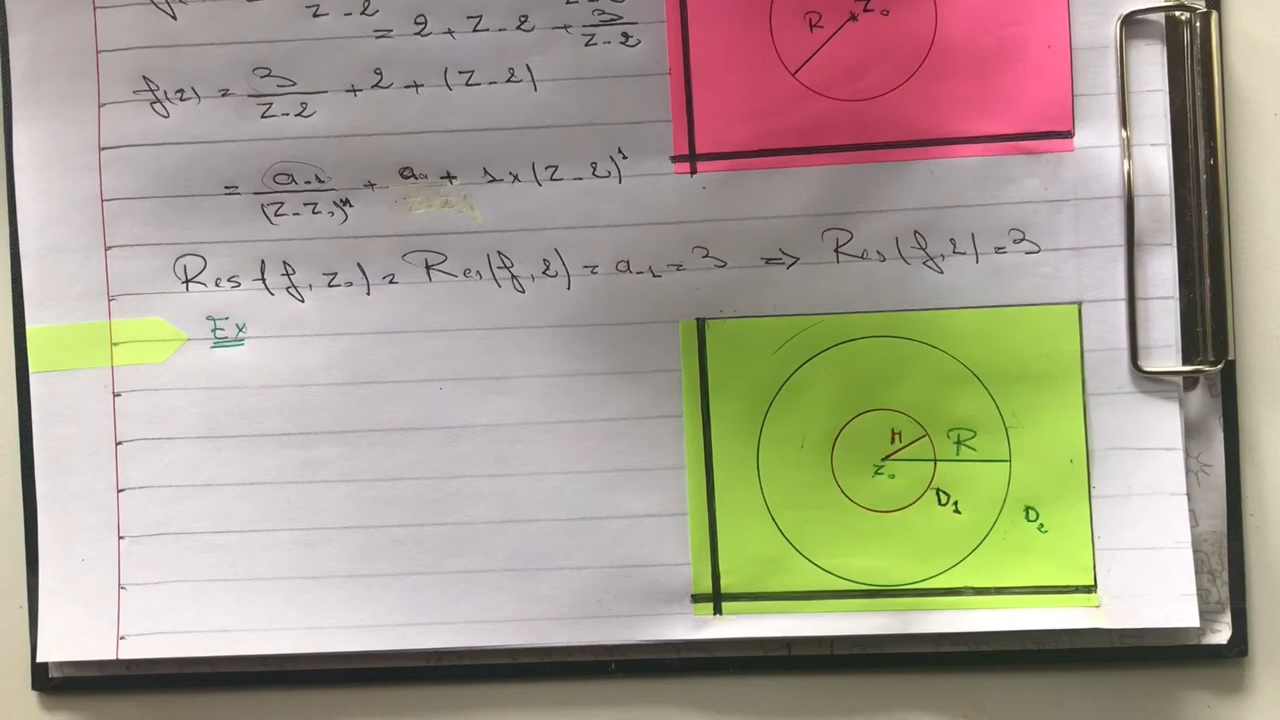 z-2
= 2 + z-2 + 3/(z-2)
R
z₀
f(z) = 3/(z-2) + 2 + (z-2)
= a₋₁/(z-z₀)¹ + a₀ + 1×(z-2)¹
Res(f, z₀) = Res(f, 2) = a₋₁ = 3 => Res(f, 2) = 3
Ex
R
z₀
D₁
D₂